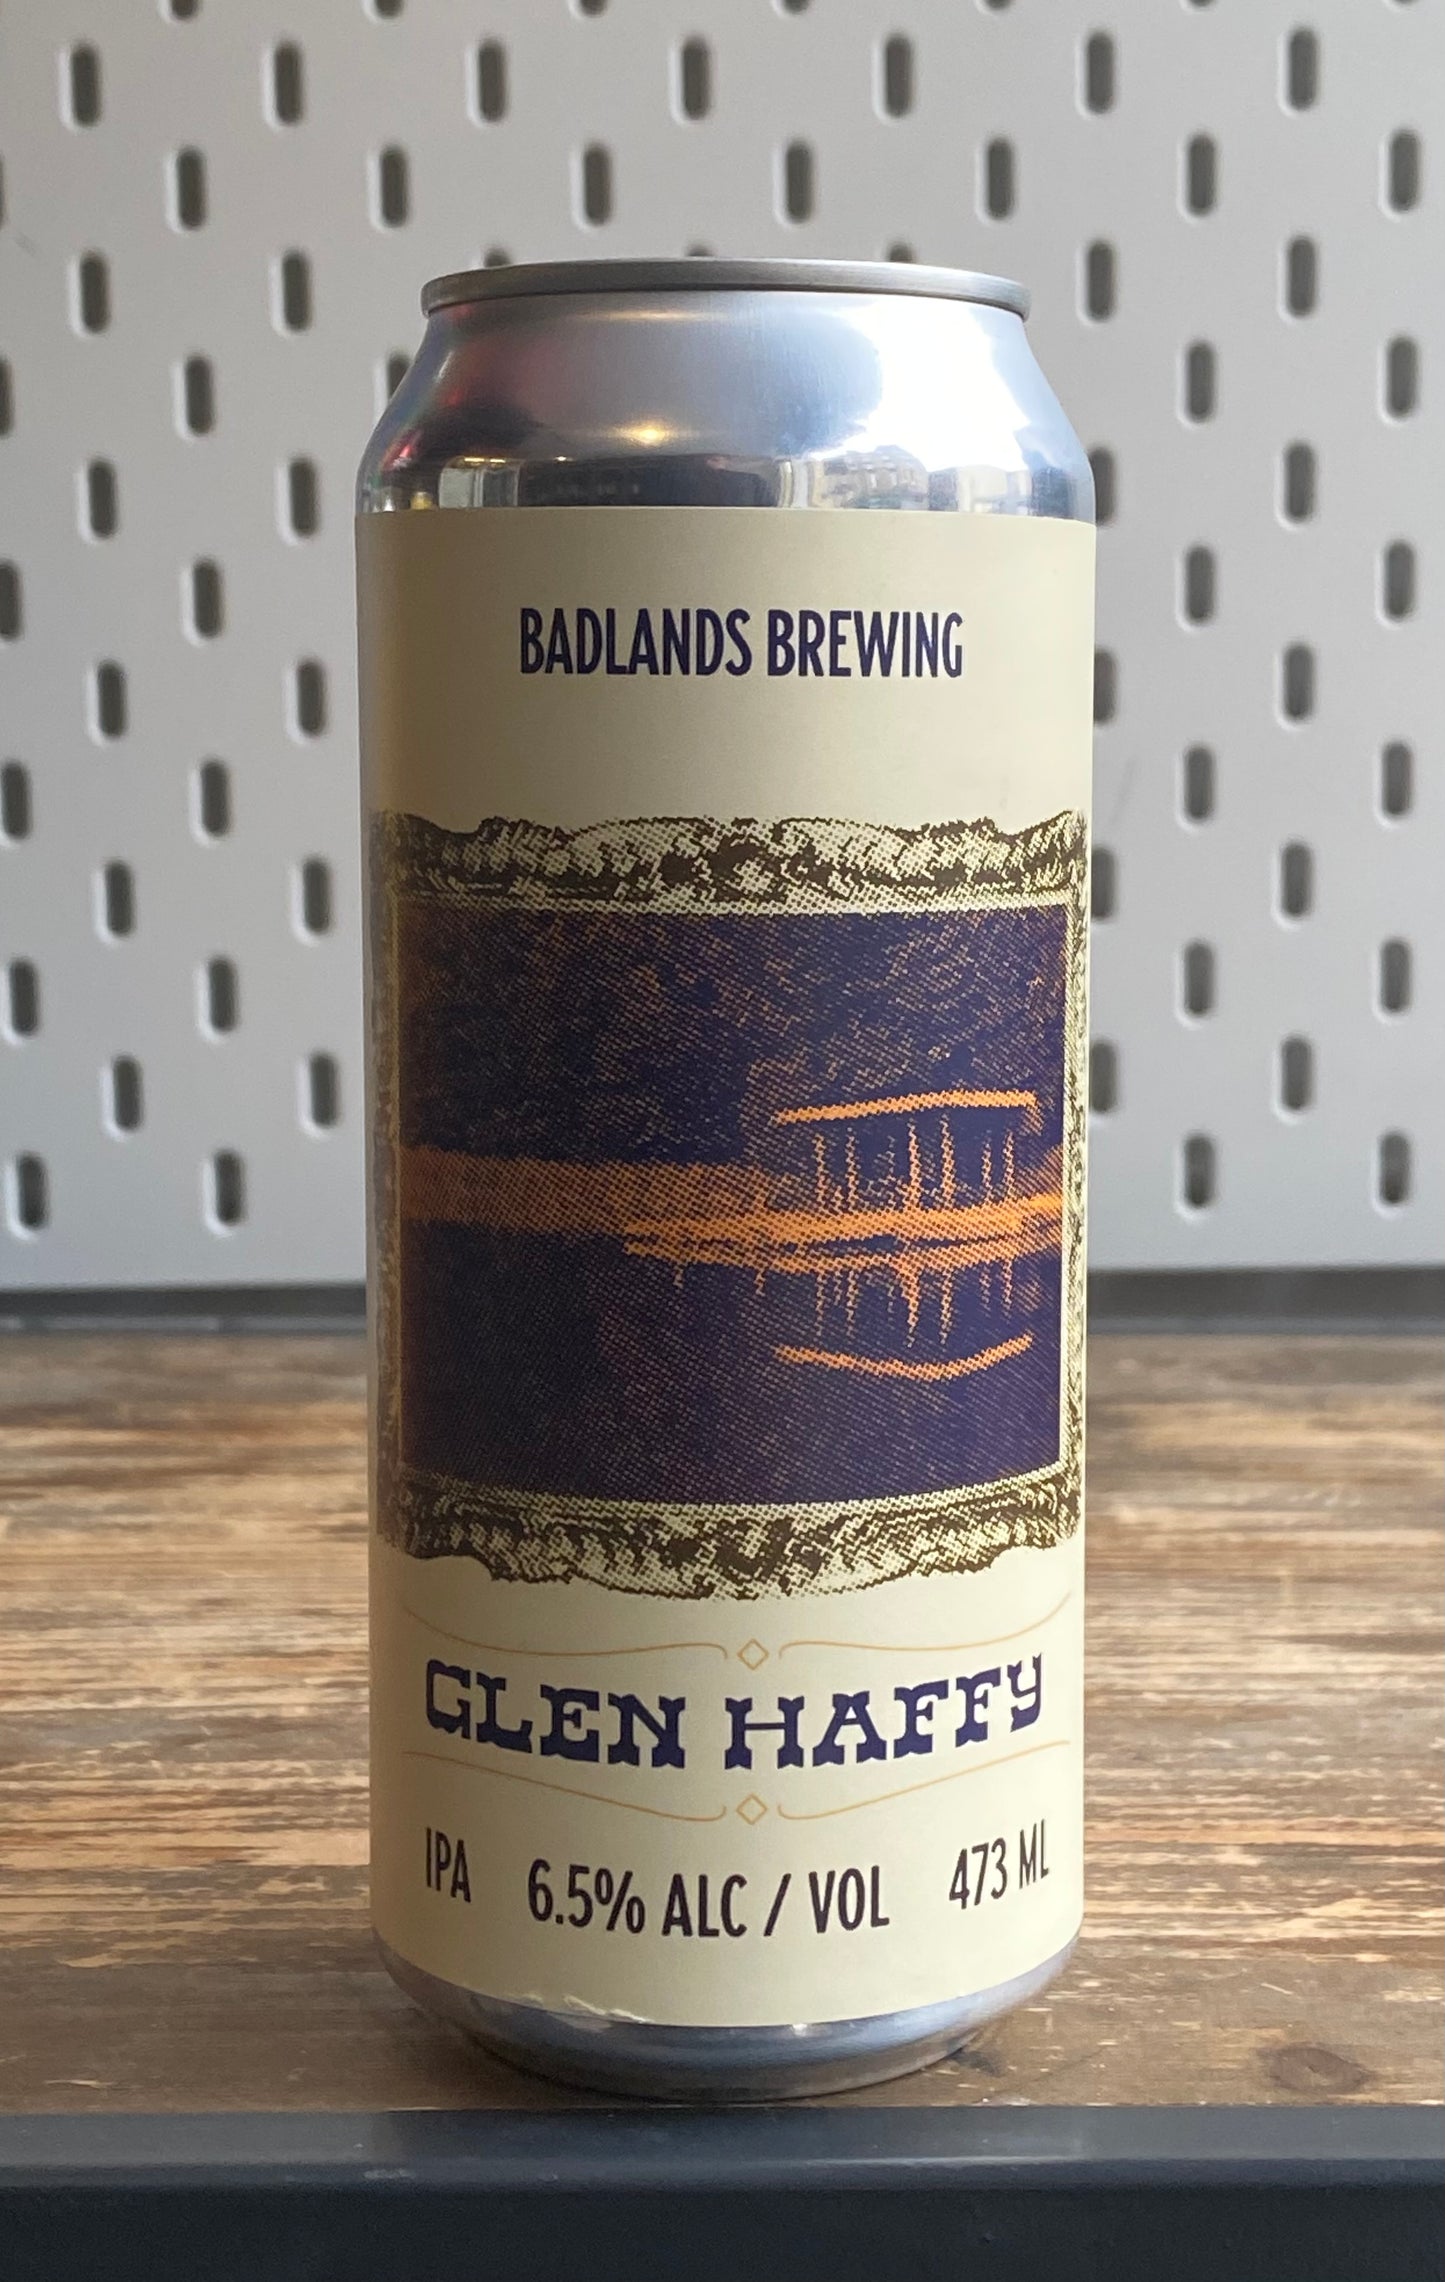 BADLANDS BREWING
GLEN HAFFY
IPA 6.5% ALC / VOL 473 ML